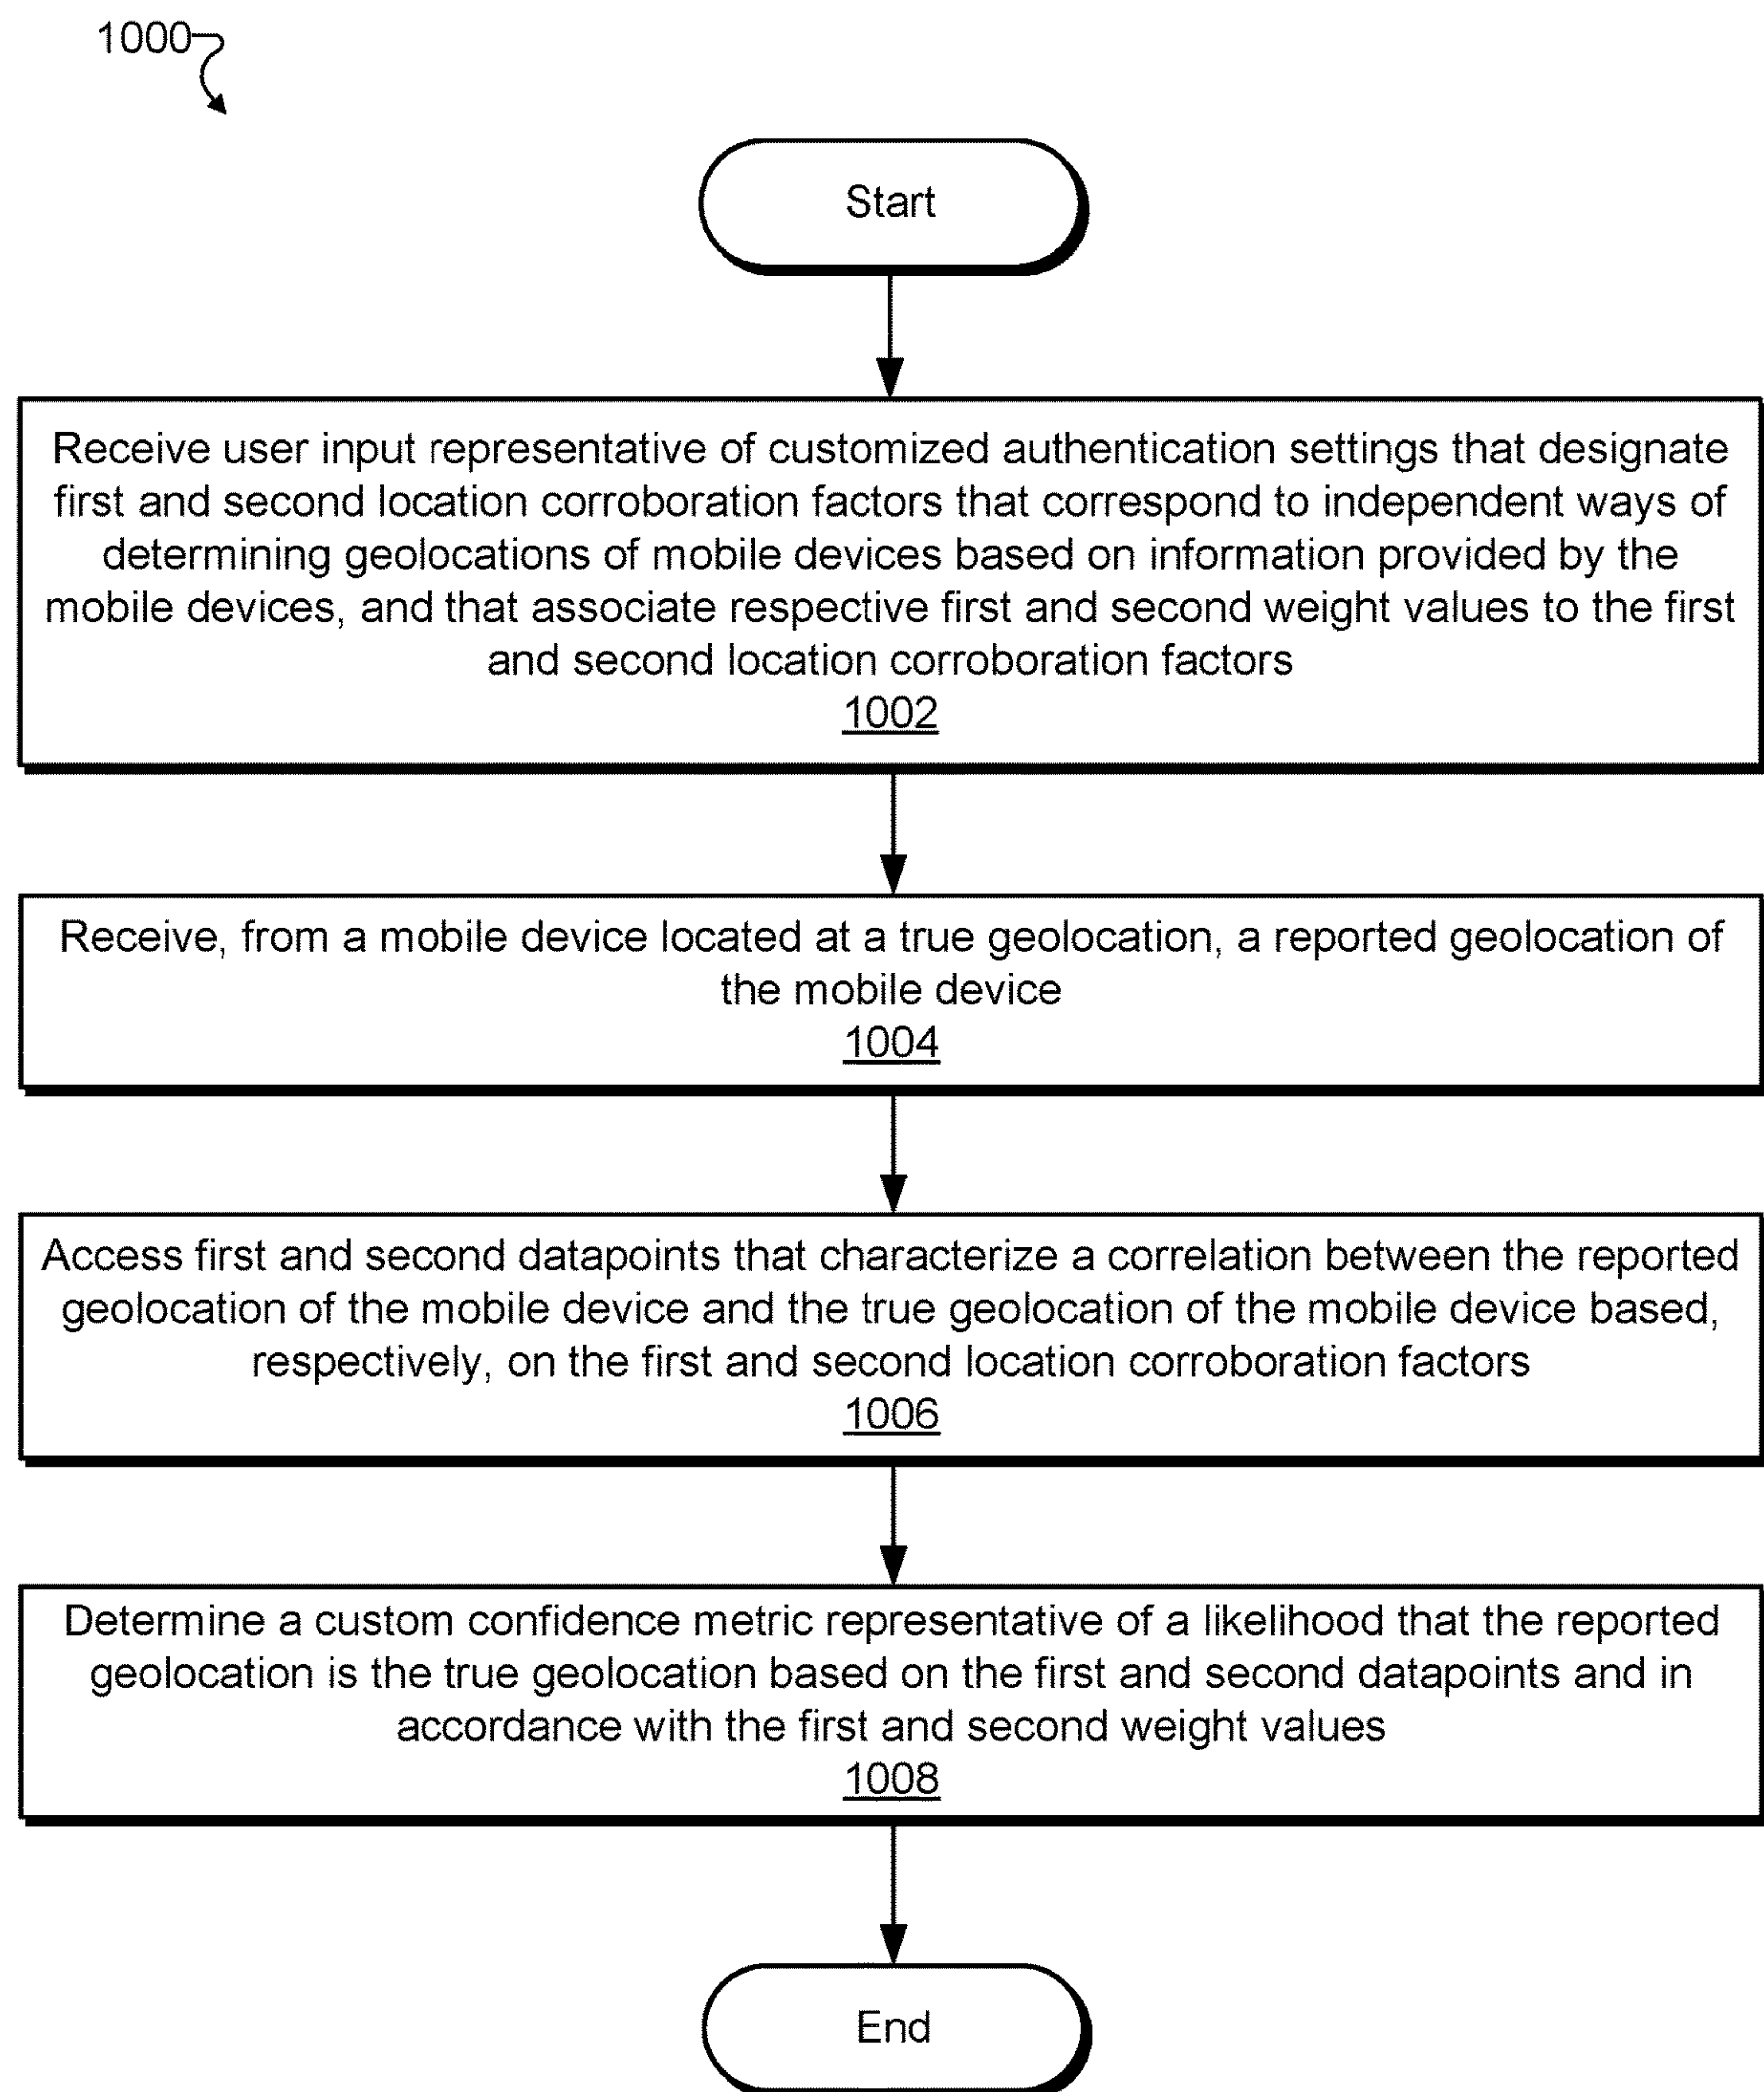 1000
Start
Receive user input representative of customized authentication settings that designate
first and second location corroboration factors that correspond to independent ways of
determining geolocations of mobile devices based on information provided by the
mobile devices, and that associate respective first and second weight values to the first
and second location corroboration factors
1002
Receive, from a mobile device located at a true geolocation, a reported geolocation of
the mobile device
1004
Access first and second datapoints that characterize a correlation between the reported
geolocation of the mobile device and the true geolocation of the mobile device based,
respectively, on the first and second location corroboration factors
1006
Determine a custom confidence metric representative of a likelihood that the reported
geolocation is the true geolocation based on the first and second datapoints and in
accordance with the first and second weight values
1008
End